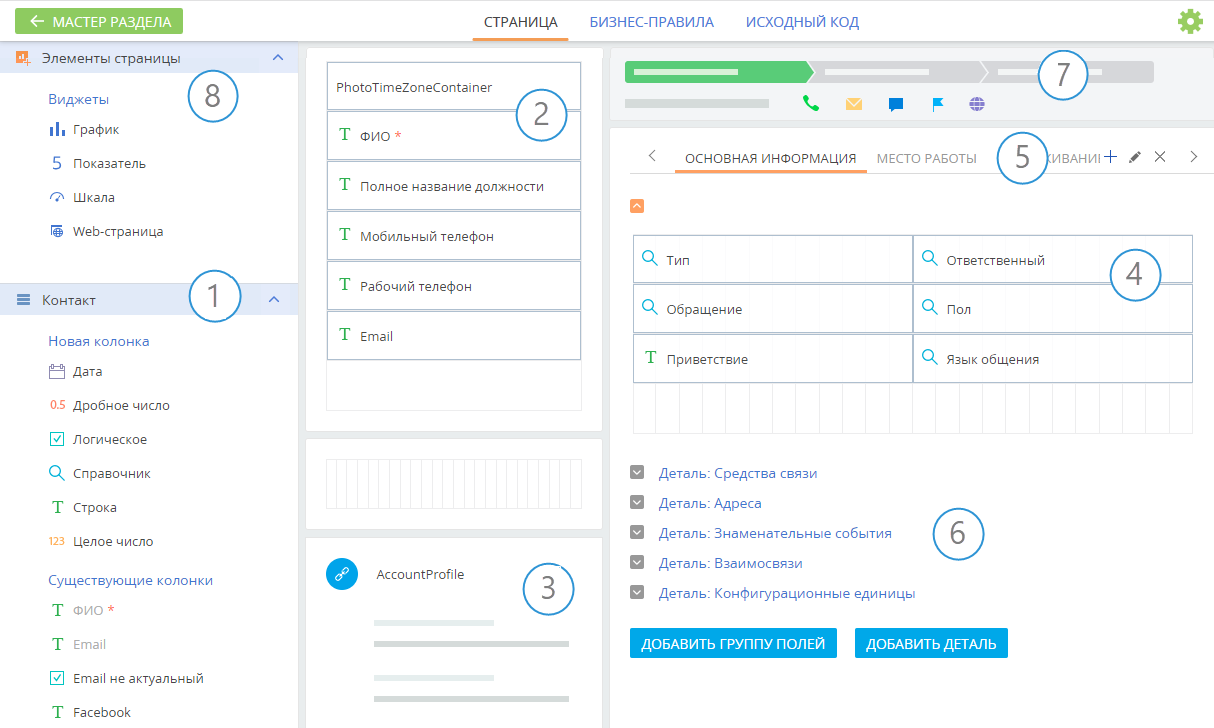 МАСТЕР РАЗДЕЛА
СТРАНИЦА
БИЗНЕС-ПРАВИЛА
ИСХОДНЫЙ КОД
Элементы страницы
8
Виджеты
График
5 Показатель
Шкала
Web-страница
1
Контакт
Новая колонка
Дата
0.5 Дробное число
Логическое
Справочник
T Строка
123 Целое число
Существующие колонки
T ФИО *
T Email
Email не актуальный
T Facebook
PhotoTimeZoneContainer
2
T ФИО *
T Полное название должности
T Мобильный телефон
T Рабочий телефон
T Email
AccountProfile
3
7
ОСНОВНАЯ ИНФОРМАЦИЯ
МЕСТО РАБОТЫ
5
ЖИВАНИ
Тип
Ответственный
4
Обращение
Пол
T Приветствие
Язык общения
Деталь: Средства связи
Деталь: Адреса
Деталь: Знаменательные события
6
Деталь: Взаимосвязи
Деталь: Конфигурационные единицы
ДОБАВИТЬ ГРУППУ ПОЛЕЙ
ДОБАВИТЬ ДЕТАЛЬ